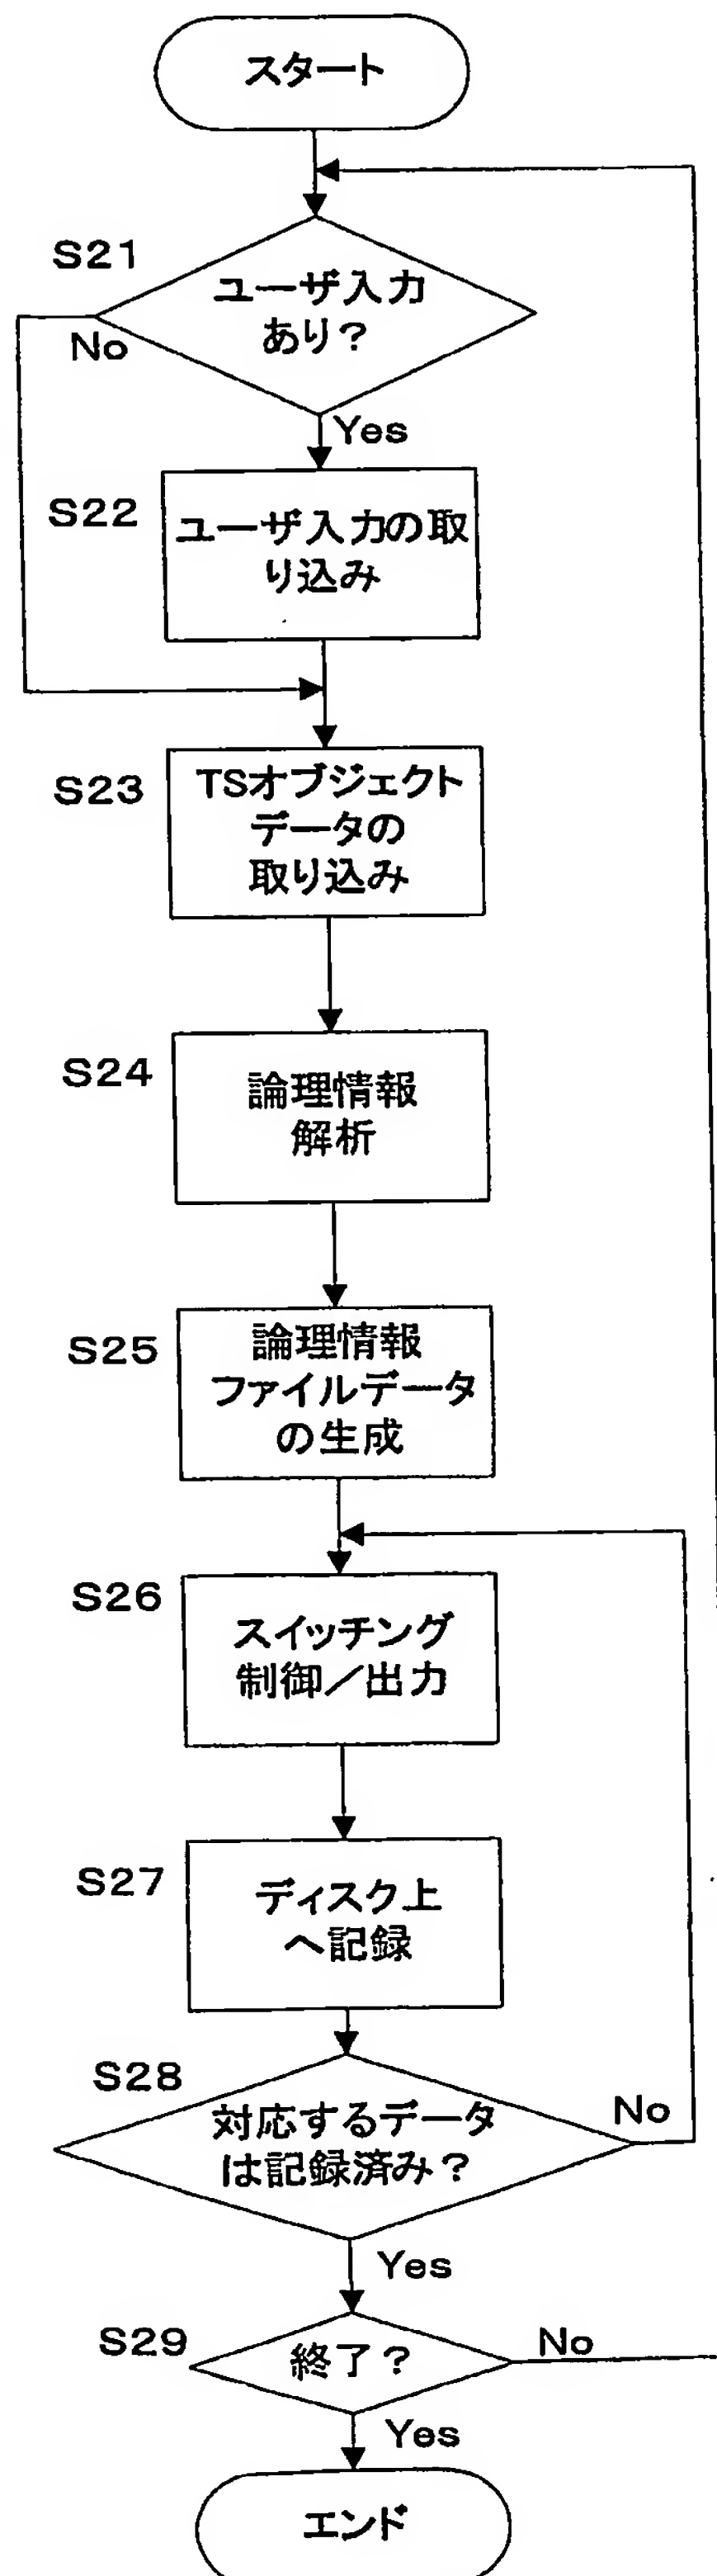 スタート
S21
ユーザ入力
あり？
No
Yes
S22
ユーザ入力の取
り込み
S23
TSオブジェクト
データの
取り込み
S24
論理情報
解析
S25
論理情報
ファイルデータ
の生成
S26
スイッチング
制御／出力
S27
ディスク上
へ記録
S28
対応するデータ
は記録済み？
No
Yes
S29
終了？
No
Yes
エンド